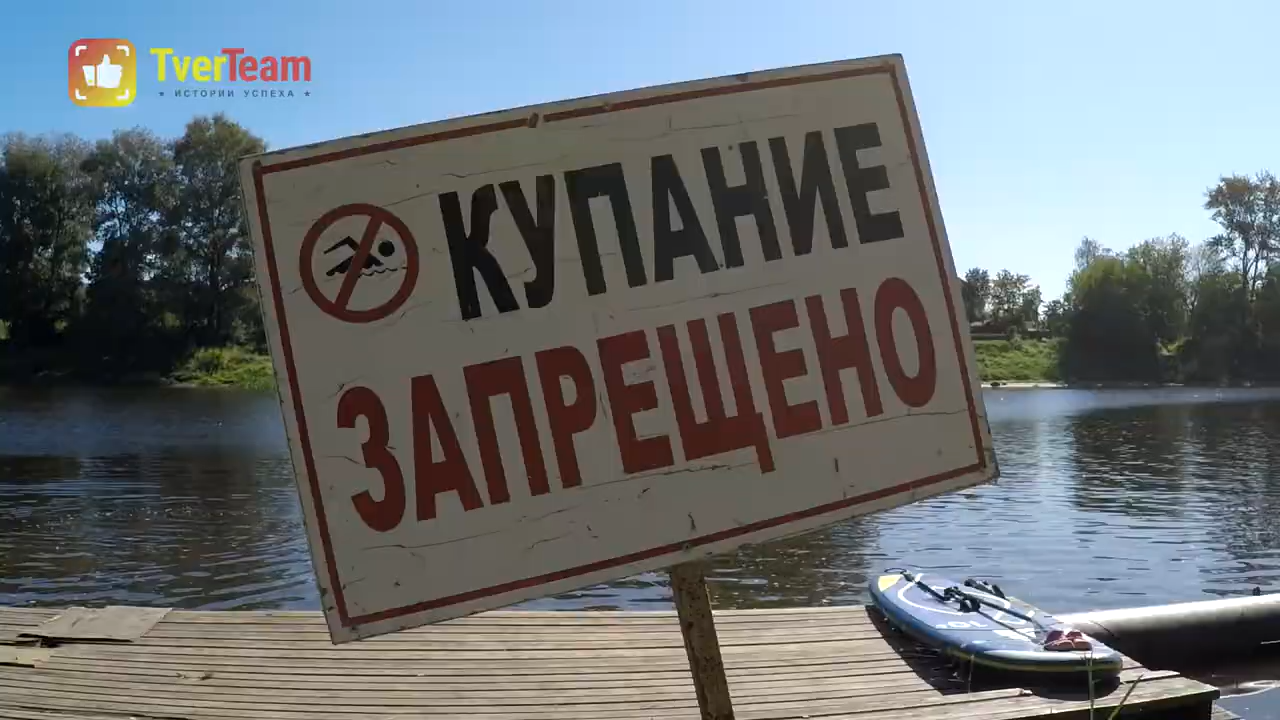 TverTeam
★ ИСТОРИИ УСПЕХА ★
КУПАНИЕ
ЗАПРЕЩЕНО